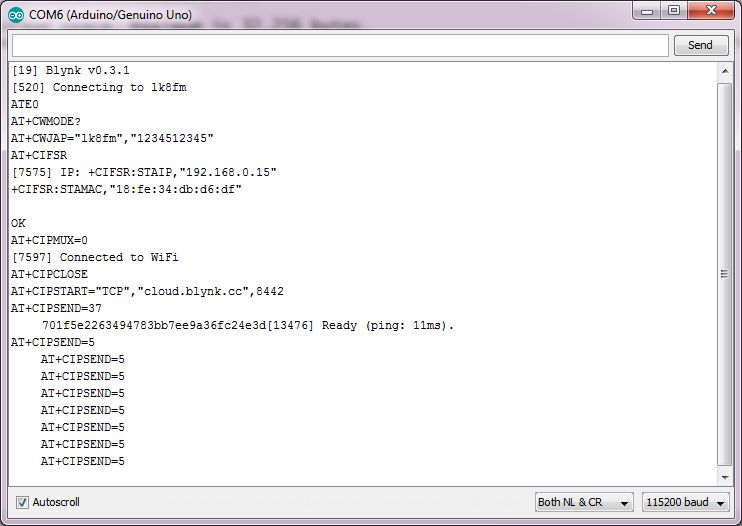 COM6 (Arduino/Genuino Uno)
Send
[19] Blynk v0.3.1
[520] Connecting to lk8fm
ATE0
AT+CWMODE?
AT+CWJAP="lk8fm","1234512345"
AT+CIFSR
[7575] IP: +CIFSR:STAIP,"192.168.0.15"
+CIFSR:STAMAC,"18:fe:34:db:d6:df"
OK
AT+CIPMUX=0
[7597] Connected to WiFi
AT+CIPCLOSE
AT+CIPSTART="TCP","cloud.blynk.cc",8442
AT+CIPSEND=37
701f5e2263494783bb7ee9a36fc24e3d[13476] Ready (ping: 11ms).
AT+CIPSEND=5
AT+CIPSEND=5
AT+CIPSEND=5
AT+CIPSEND=5
AT+CIPSEND=5
AT+CIPSEND=5
AT+CIPSEND=5
AT+CIPSEND=5
Autoscroll
Both NL & CR
115200 baud